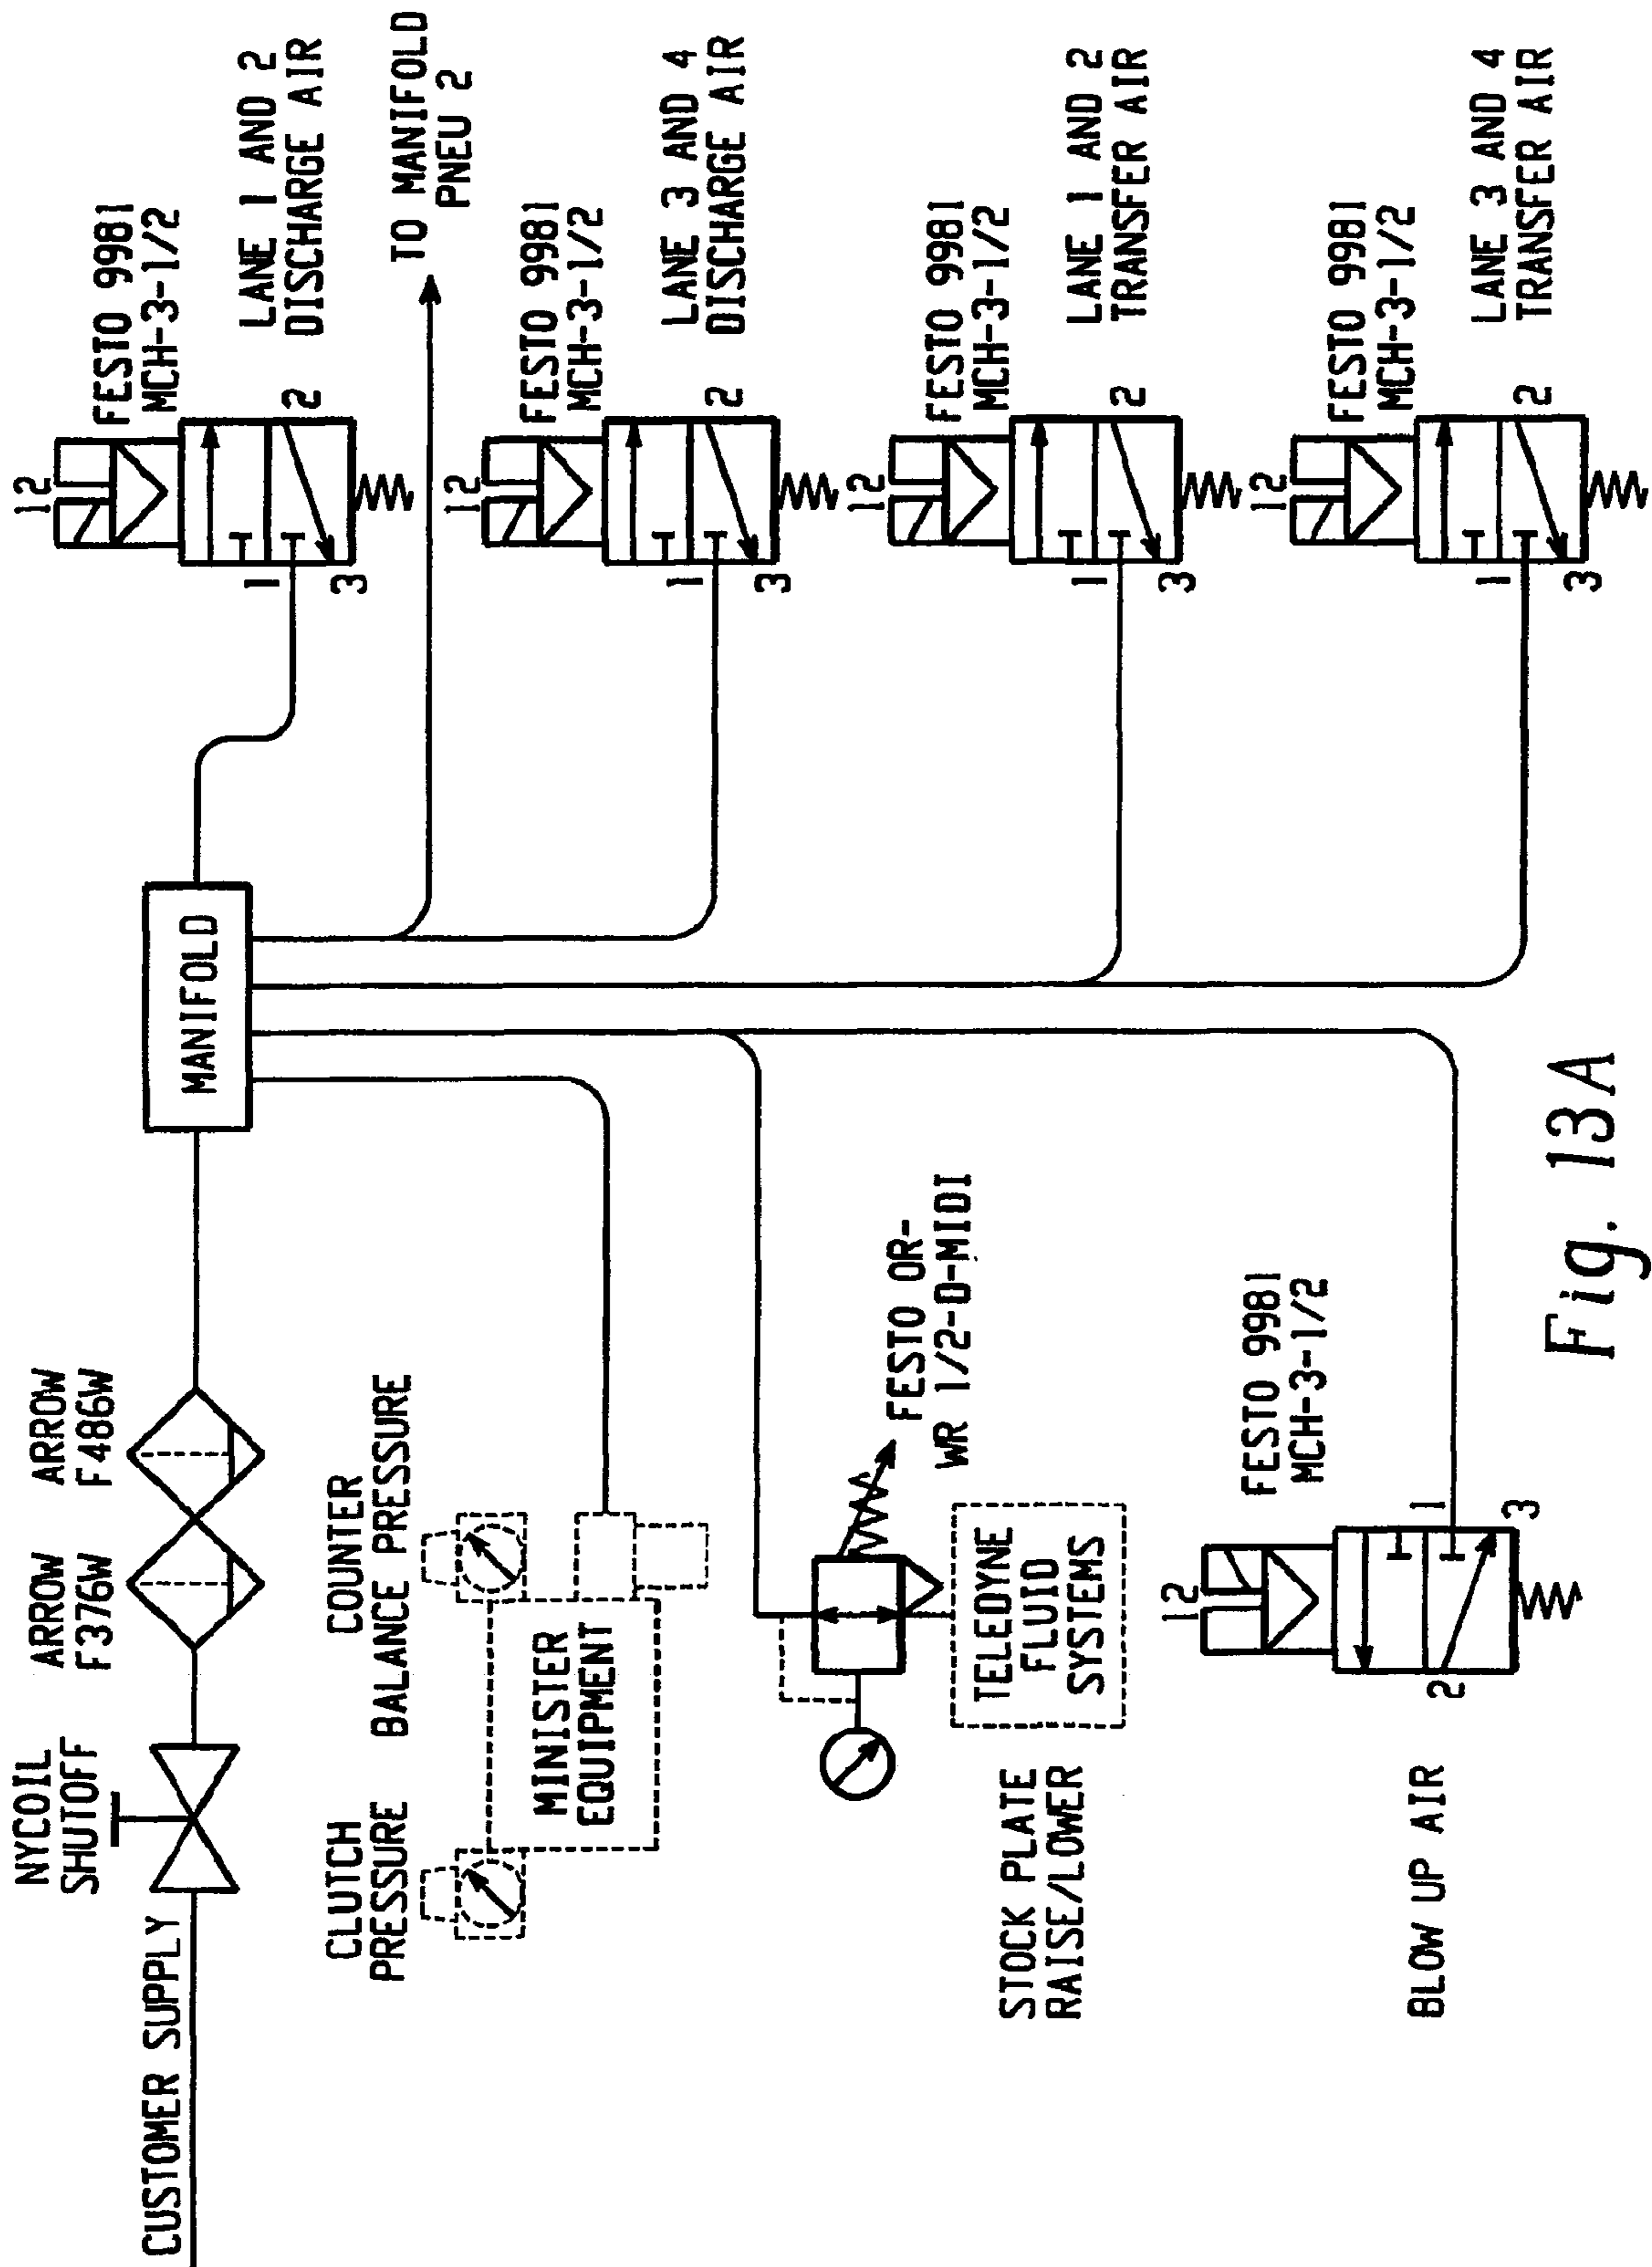 CUSTOMER SUPPLY
NYCOIL
SHUTOFF
ARROW
F376W
ARROW
F486W
MANIFOLD
12
FESTO 9981
MCH-3-1/2
1
2
3
LANE 1 AND 2
DISCHARGE AIR
TO MANIFOLD
PNEU 2
12
FESTO 9981
MCH-3-1/2
1
2
3
LANE 3 AND 4
DISCHARGE AIR
12
FESTO 9981
MCH-3-1/2
1
2
3
LANE 1 AND 2
TRANSFER AIR
12
FESTO 9981
MCH-3-1/2
1
2
3
LANE 3 AND 4
TRANSFER AIR
CLUTCH
PRESSURE
COUNTER
BALANCE PRESSURE
MINISTER
EQUIPMENT
FESTO OR-
WR 1/2-D-MIDI
TELEDYNE
FLUID
SYSTEMS
STOCK PLATE
RAISE/LOWER
12
FESTO 9981
MCH-3-1/2
1
2
3
BLOW UP AIR
Fig. 13A